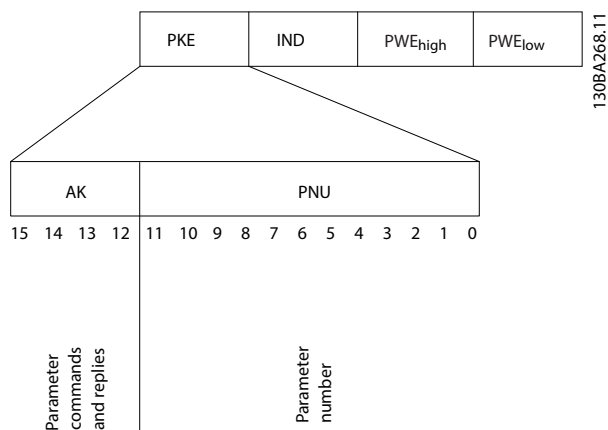 PKE IND PWEhigh PWElow
130BA268.11
AK PNU
15 14 13 12 11 10 9 8 7 6 5 4 3 2 1 0
Parameter
commands
and replies
Parameter
number